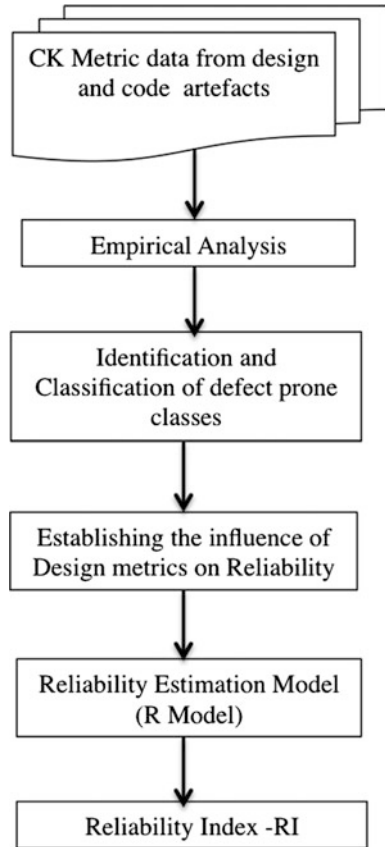 CK Metric data from design
and code artefacts
Empirical Analysis
Identification and
Classification of defect prone
classes
Establishing the influence of
Design metrics on Reliability
Reliability Estimation Model
(R Model)
Reliability Index -RI